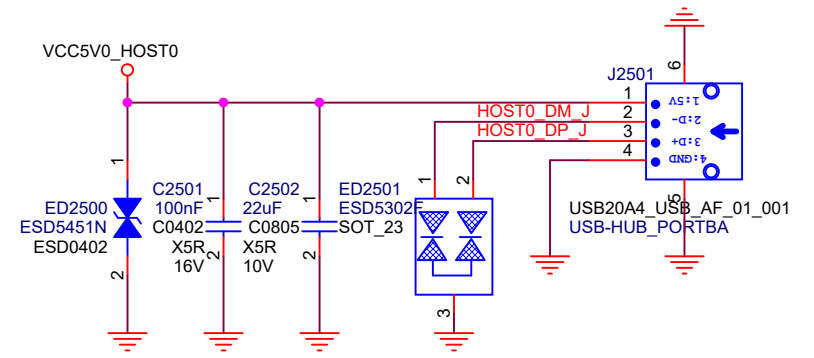 VCC5V0_HOST0
J2501
6
1
2
3
4
1:5V
2:D-
3:D+
4:GND
HOST0_DM_J
HOST0_DP_J
5
USB20A4_USB_AF_01_001
USB-HUB_PORTBA
1
ED2500
ESD5451N
ESD0402
2
C2501
100nF
C0402
X5R
16V
1
2
C2502
22uF
C0805
X5R
10V
1
2
ED2501
ESD5302F
SOT_23
1
2
3